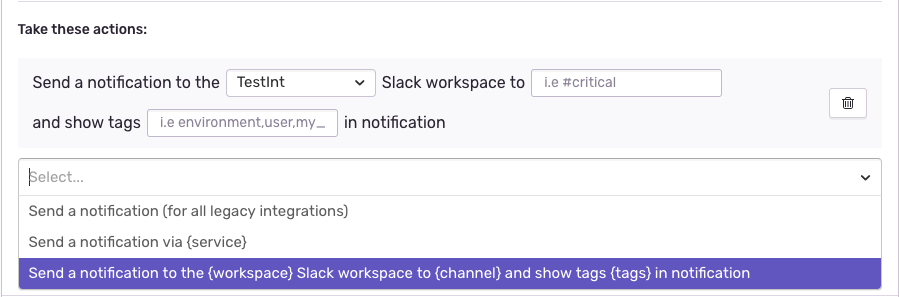 Take these actions:
Send a notification to the TestInt Slack workspace to i.e #critical
and show tags i.e environment,user,my_ in notification
Select...
Send a notification (for all legacy integrations)
Send a notification via {service}
Send a notification to the {workspace} Slack workspace to {channel} and show tags {tags} in notification